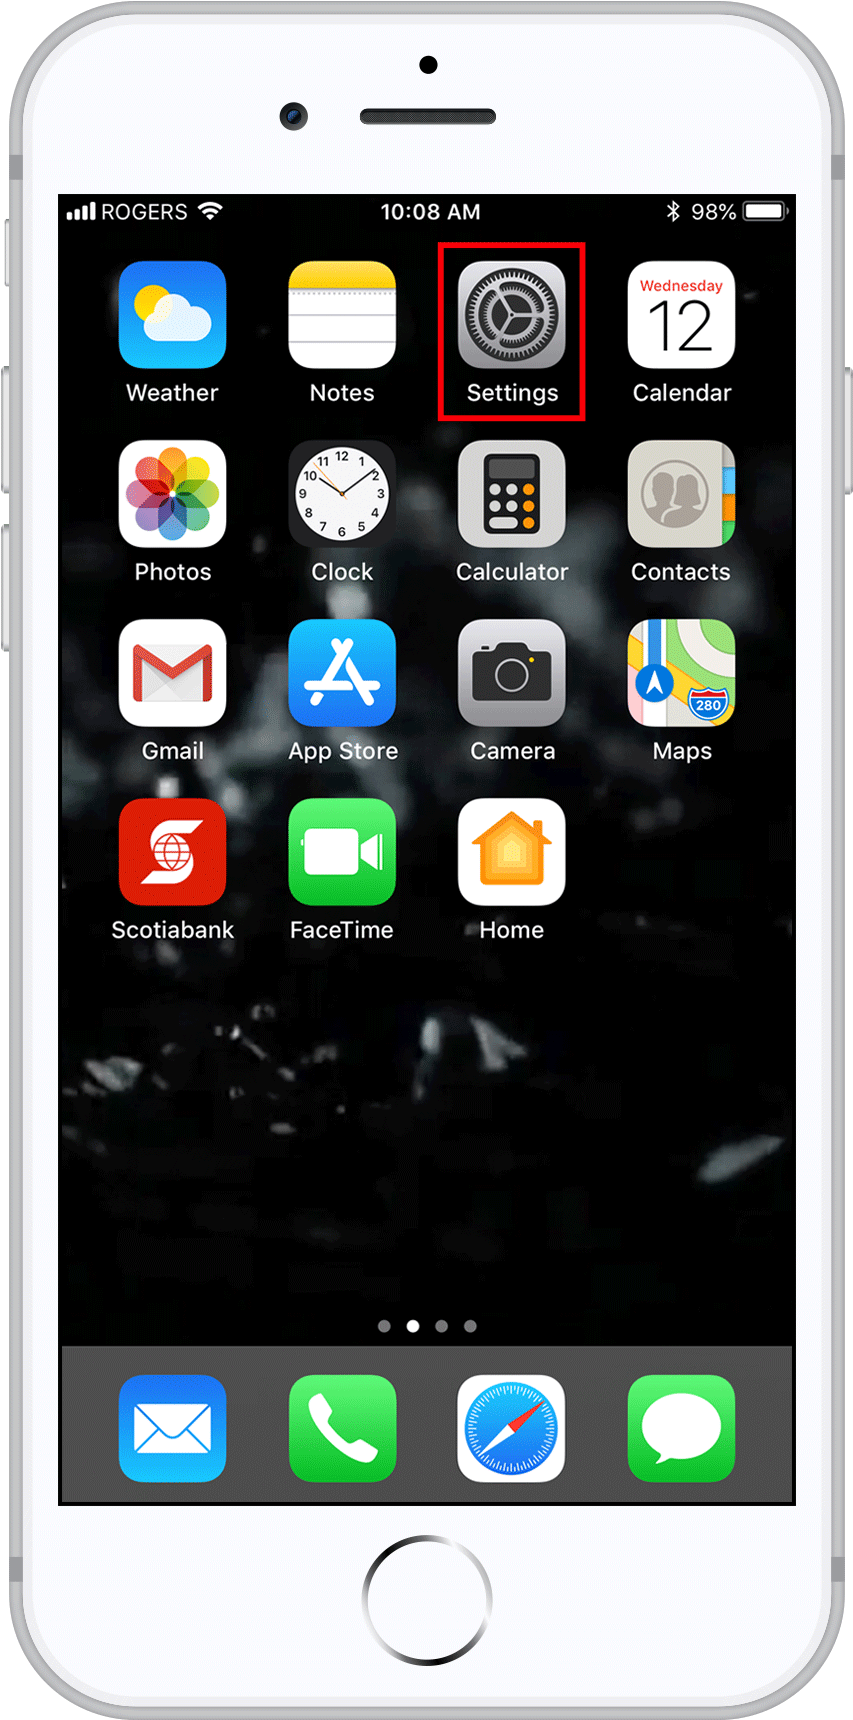 ROGERS 10:08 AM 98%
Wednesday
12
Weather Notes Settings Calendar
12
11 1
10 2
9 3
8 4
7 5
6
Photos Clock Calculator Contacts
280
Gmail App Store Camera Maps
Scotiabank FaceTime Home